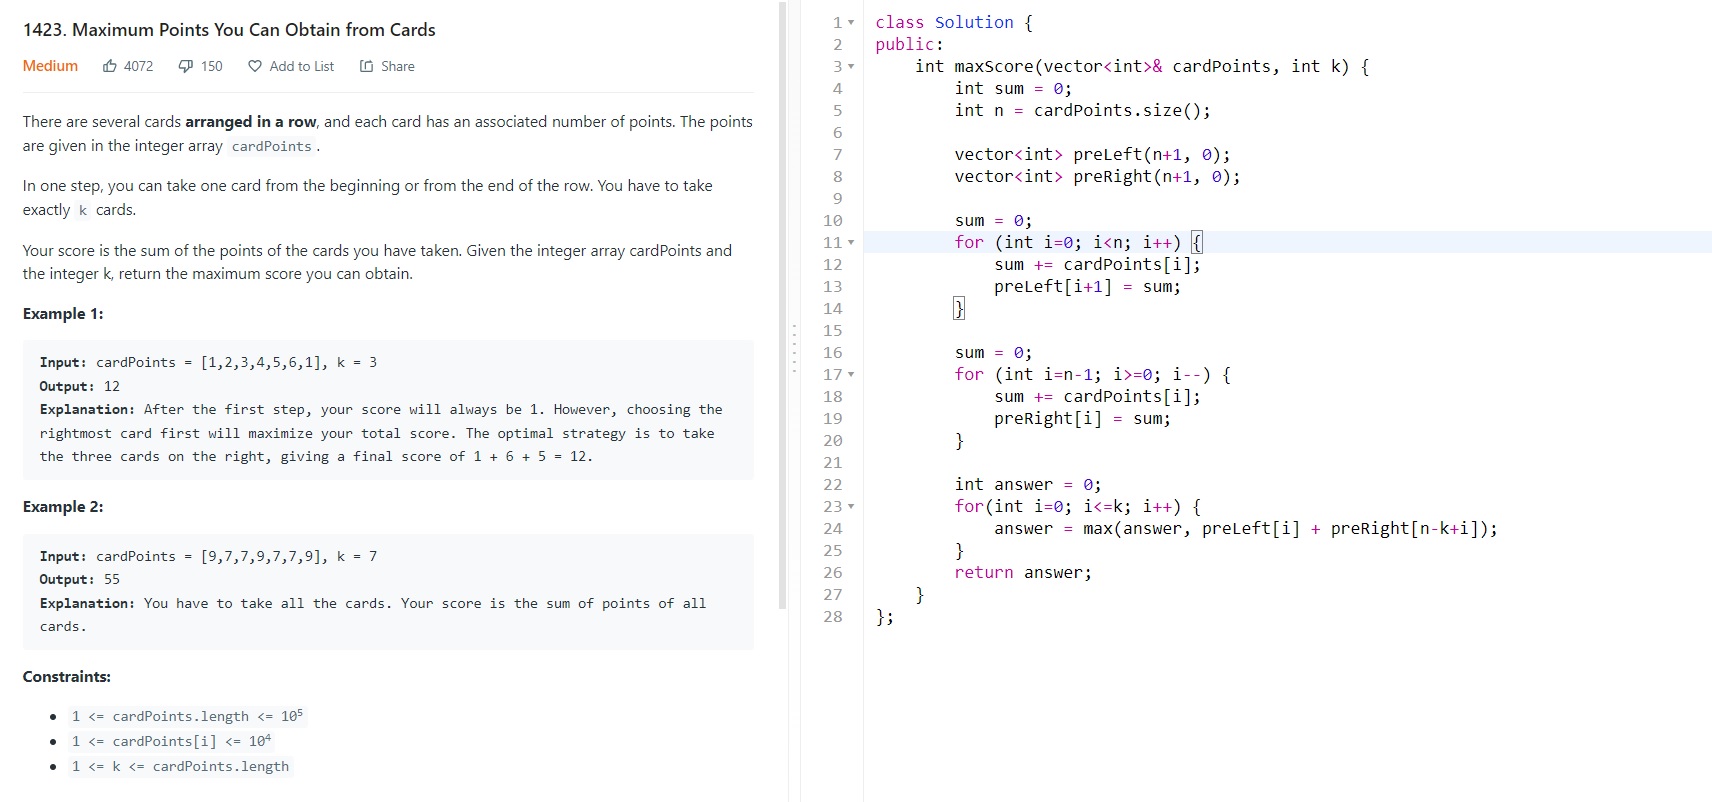 1423. Maximum Points You Can Obtain from Cards
Medium 4072 150 Add to List Share
There are several cards arranged in a row, and each card has an associated number of points. The points
are given in the integer array cardPoints .
In one step, you can take one card from the beginning or from the end of the row. You have to take
exactly k cards.
Your score is the sum of the points of the cards you have taken. Given the integer array cardPoints and
the integer k, return the maximum score you can obtain.
Example 1:
Input: cardPoints = [1,2,3,4,5,6,1], k = 3
Output: 12
Explanation: After the first step, your score will always be 1. However, choosing the
rightmost card first will maximize your total score. The optimal strategy is to take
the three cards on the right, giving a final score of 1 + 6 + 5 = 12.
Example 2:
Input: cardPoints = [9,7,7,9,7,7,9], k = 7
Output: 55
Explanation: You have to take all the cards. Your score is the sum of points of all
cards.
Constraints:
• 1 <= cardPoints.length <= 10⁵
• 1 <= cardPoints[i] <= 10⁴
• 1 <= k <= cardPoints.length
1 class Solution {
2 public:
3     int maxScore(vector<int>& cardPoints, int k) {
4         int sum = 0;
5         int n = cardPoints.size();
6
7         vector<int> preLeft(n+1, 0);
8         vector<int> preRight(n+1, 0);
9
10         sum = 0;
11         for (int i=0; i<n; i++) {
12             sum += cardPoints[i];
13             preLeft[i+1] = sum;
14         }
15
16         sum = 0;
17         for (int i=n-1; i>=0; i--) {
18             sum += cardPoints[i];
19             preRight[i] = sum;
20         }
21
22         int answer = 0;
23         for(int i=0; i<=k; i++) {
24             answer = max(answer, preLeft[i] + preRight[n-k+i]);
25         }
26         return answer;
27     }
28 };